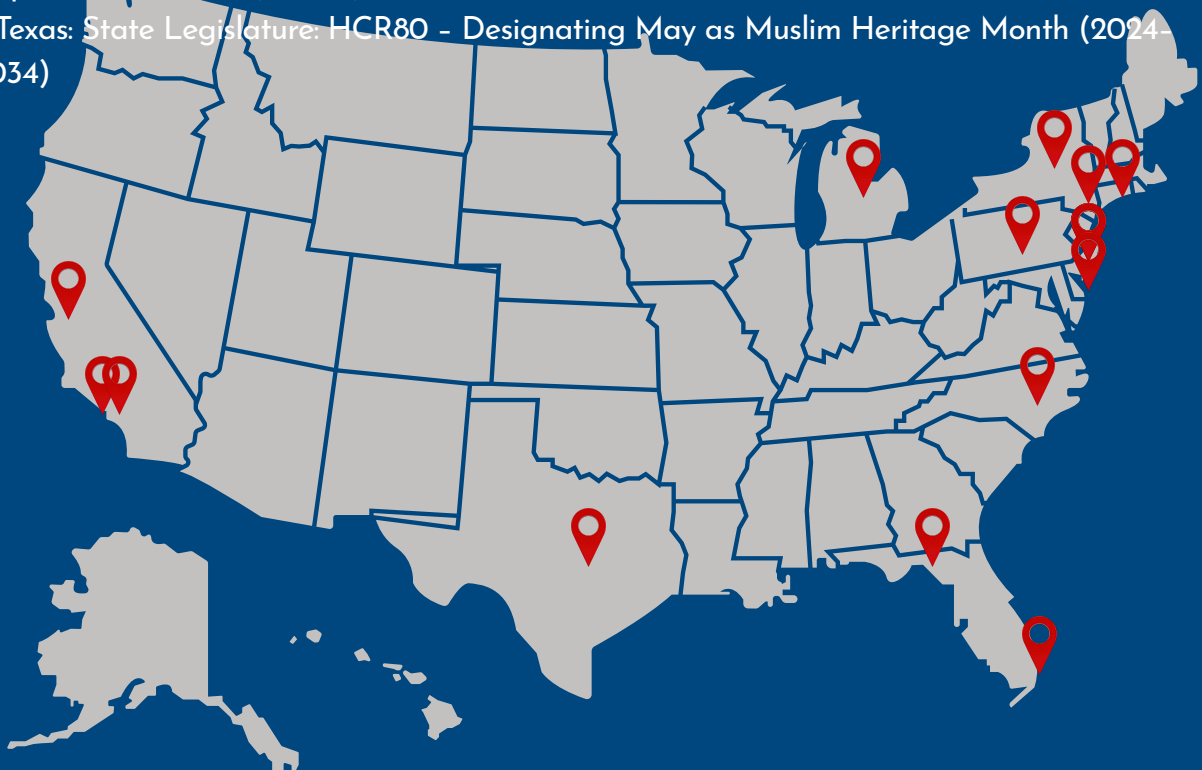 Texas: State Legislature: HCR80 – Designating May as Muslim Heritage Month (2024–
034)